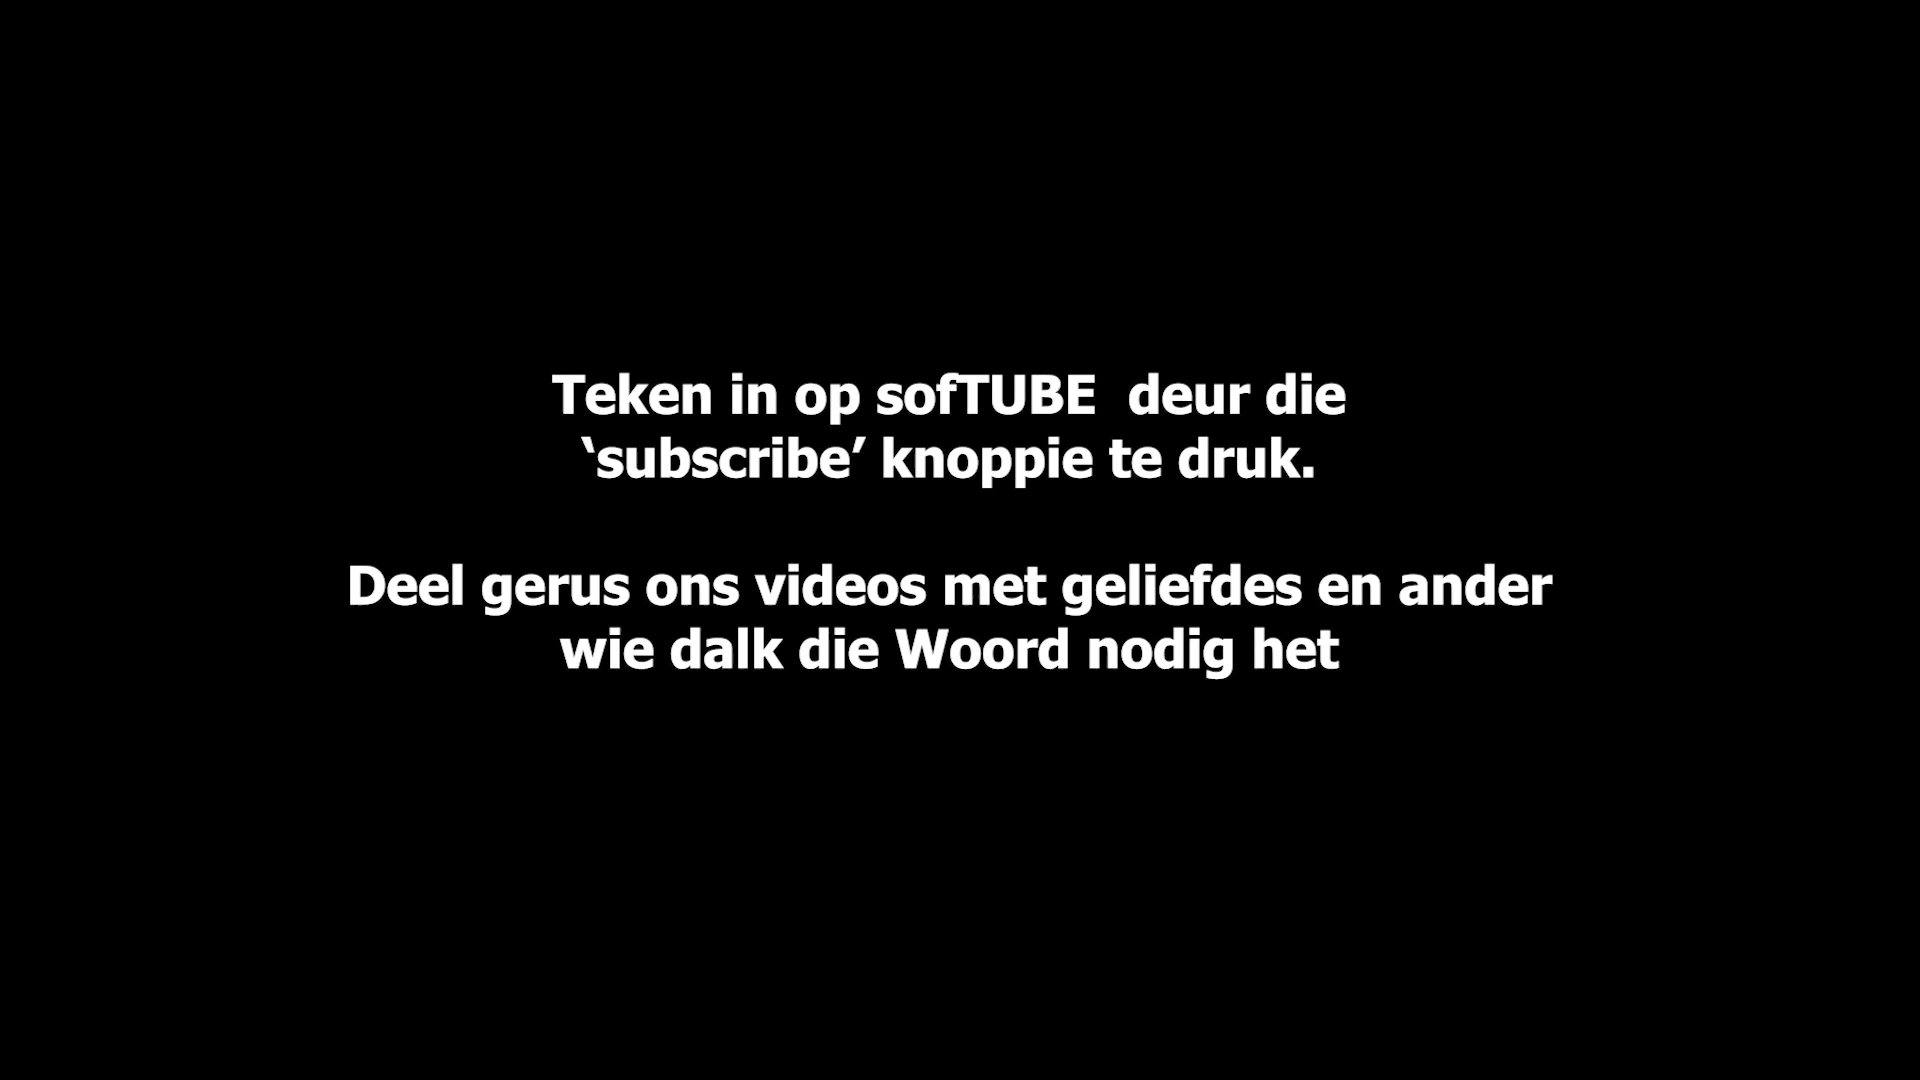 Teken in op sofTUBE  deur die
‘subscribe’ knoppie te druk.
Deel gerus ons videos met geliefdes en ander
wie dalk die Woord nodig het